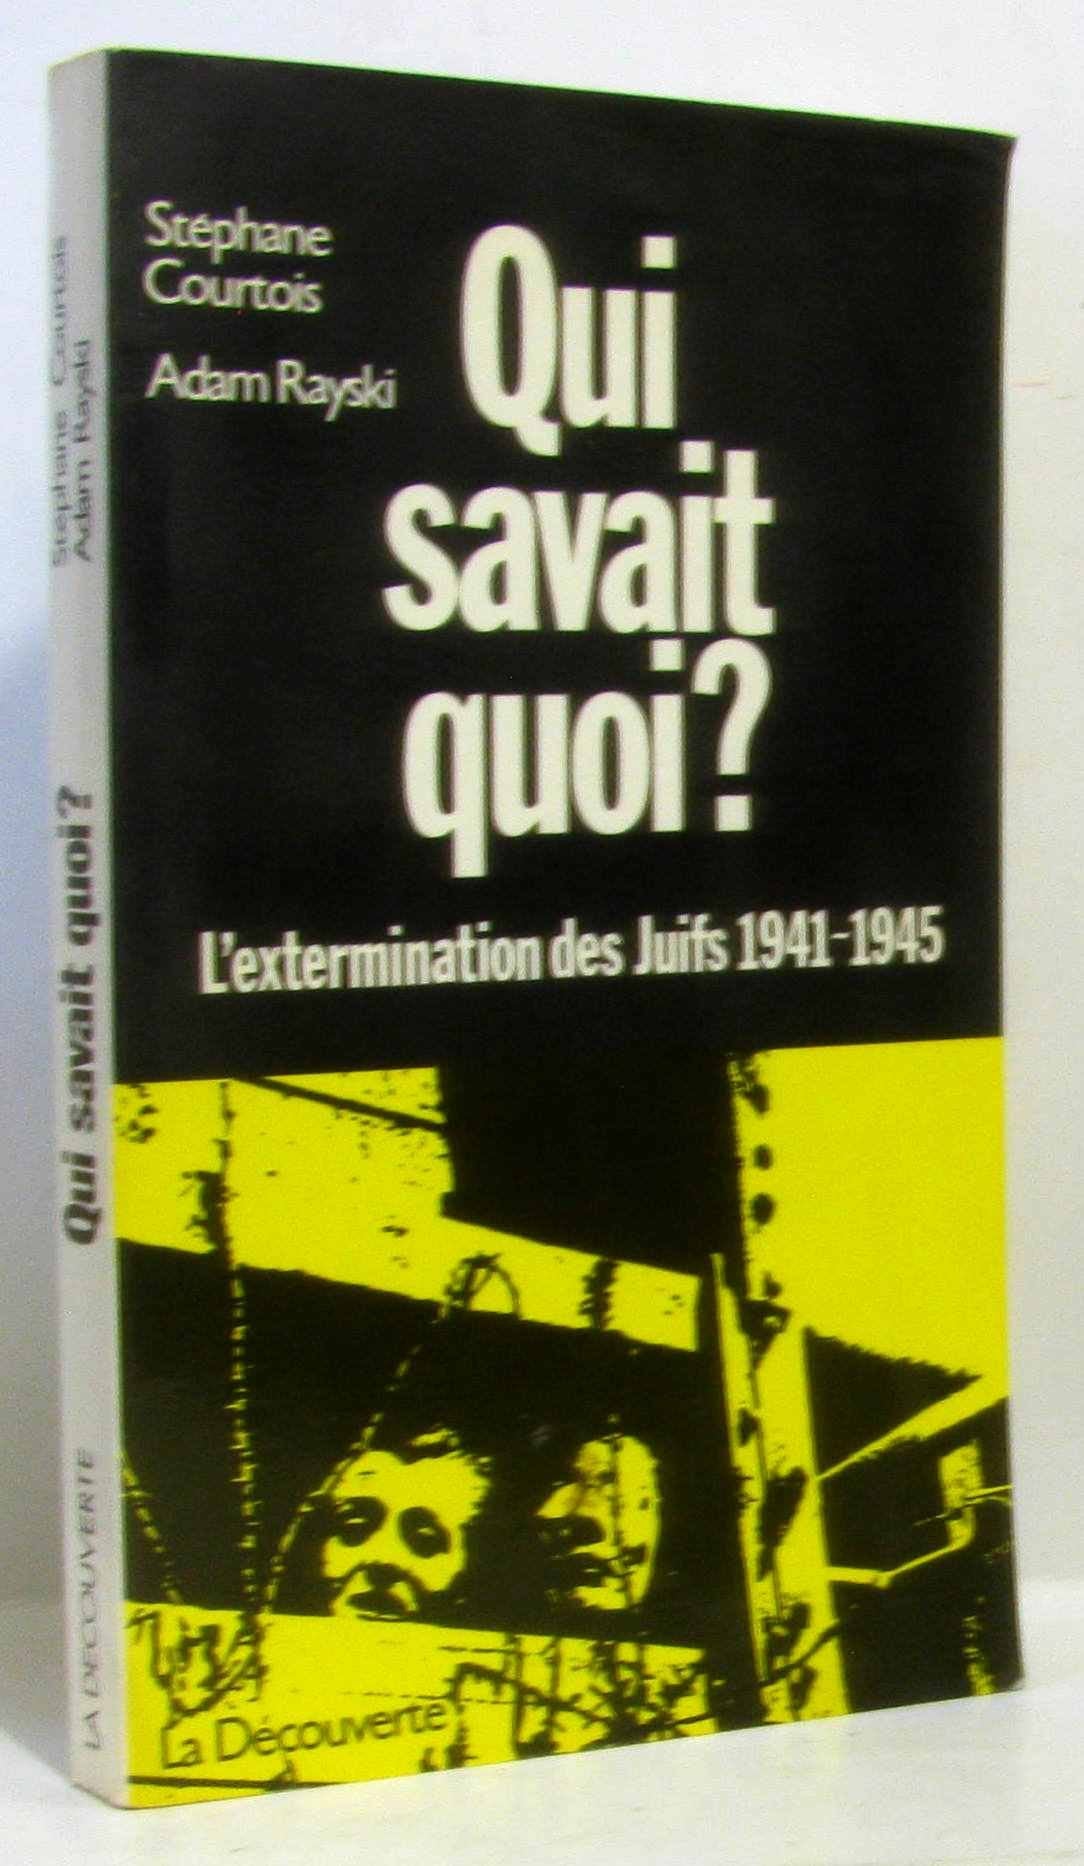 Stéphane
Courtois
Adam Rayski
Qui
savait
quoi?
L'extermination des Juifs 1941-1945
La Découverte
Stéphane Courtois
Adam Rayski
Qui savait quoi?
LA DÉCOUVERTE